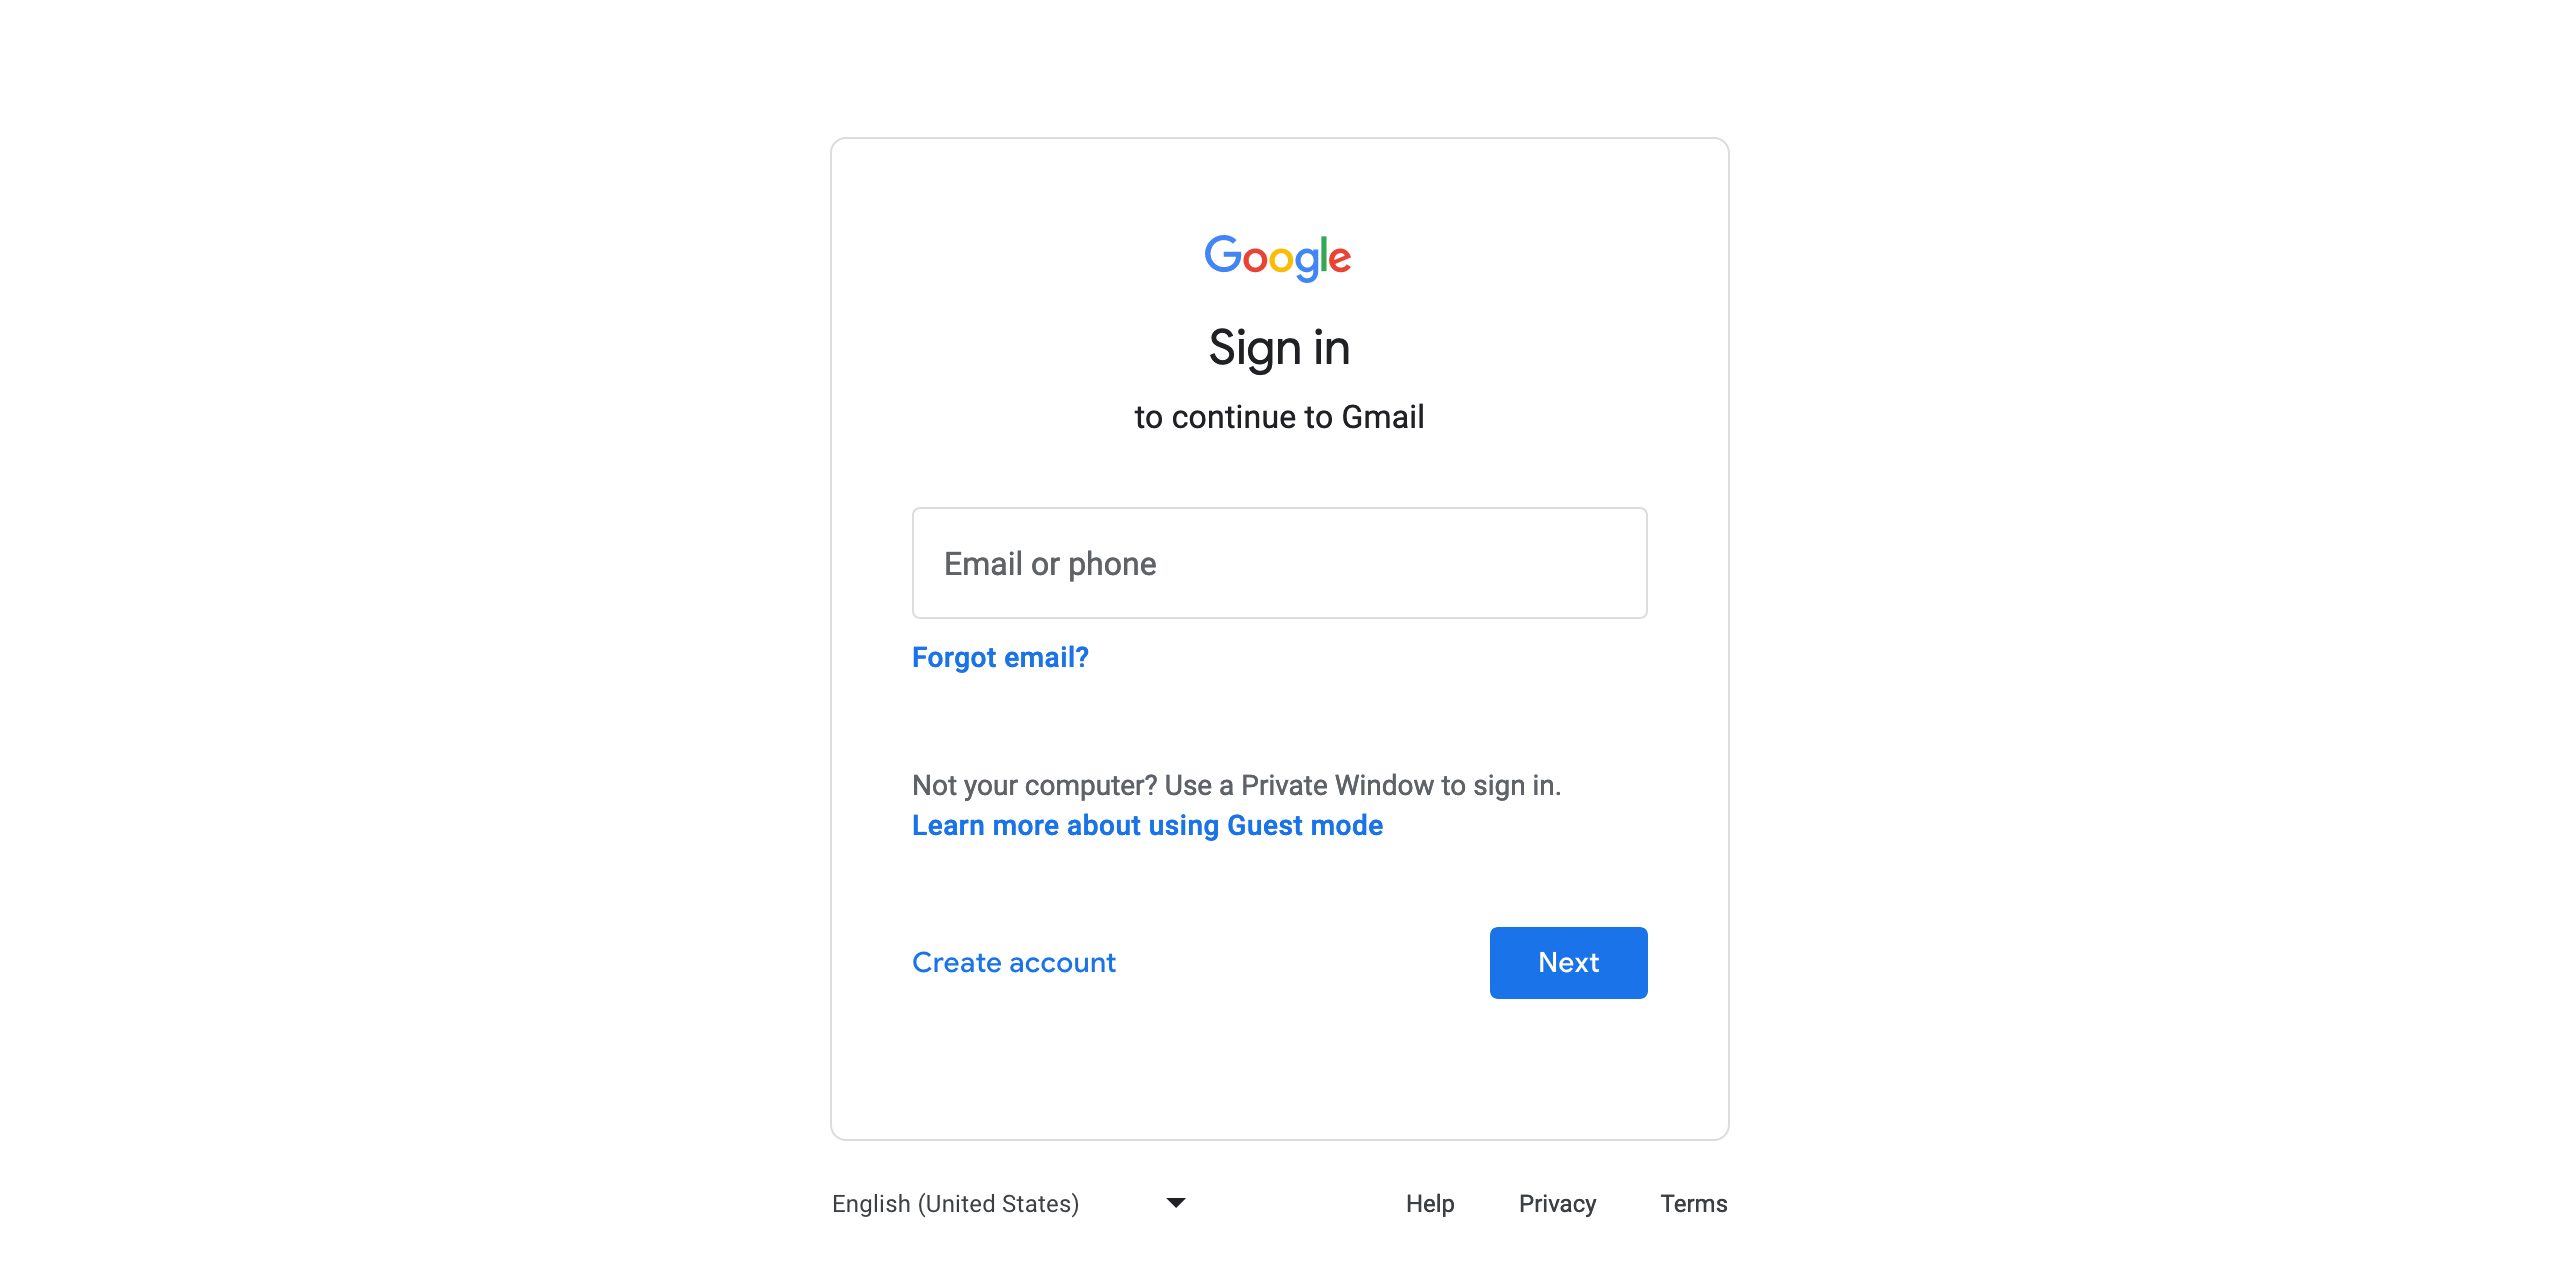 Google
Sign in
to continue to Gmail
Email or phone
Forgot email?
Not your computer? Use a Private Window to sign in.
Learn more about using Guest mode
Create account
Next
English (United States)
Help
Privacy
Terms